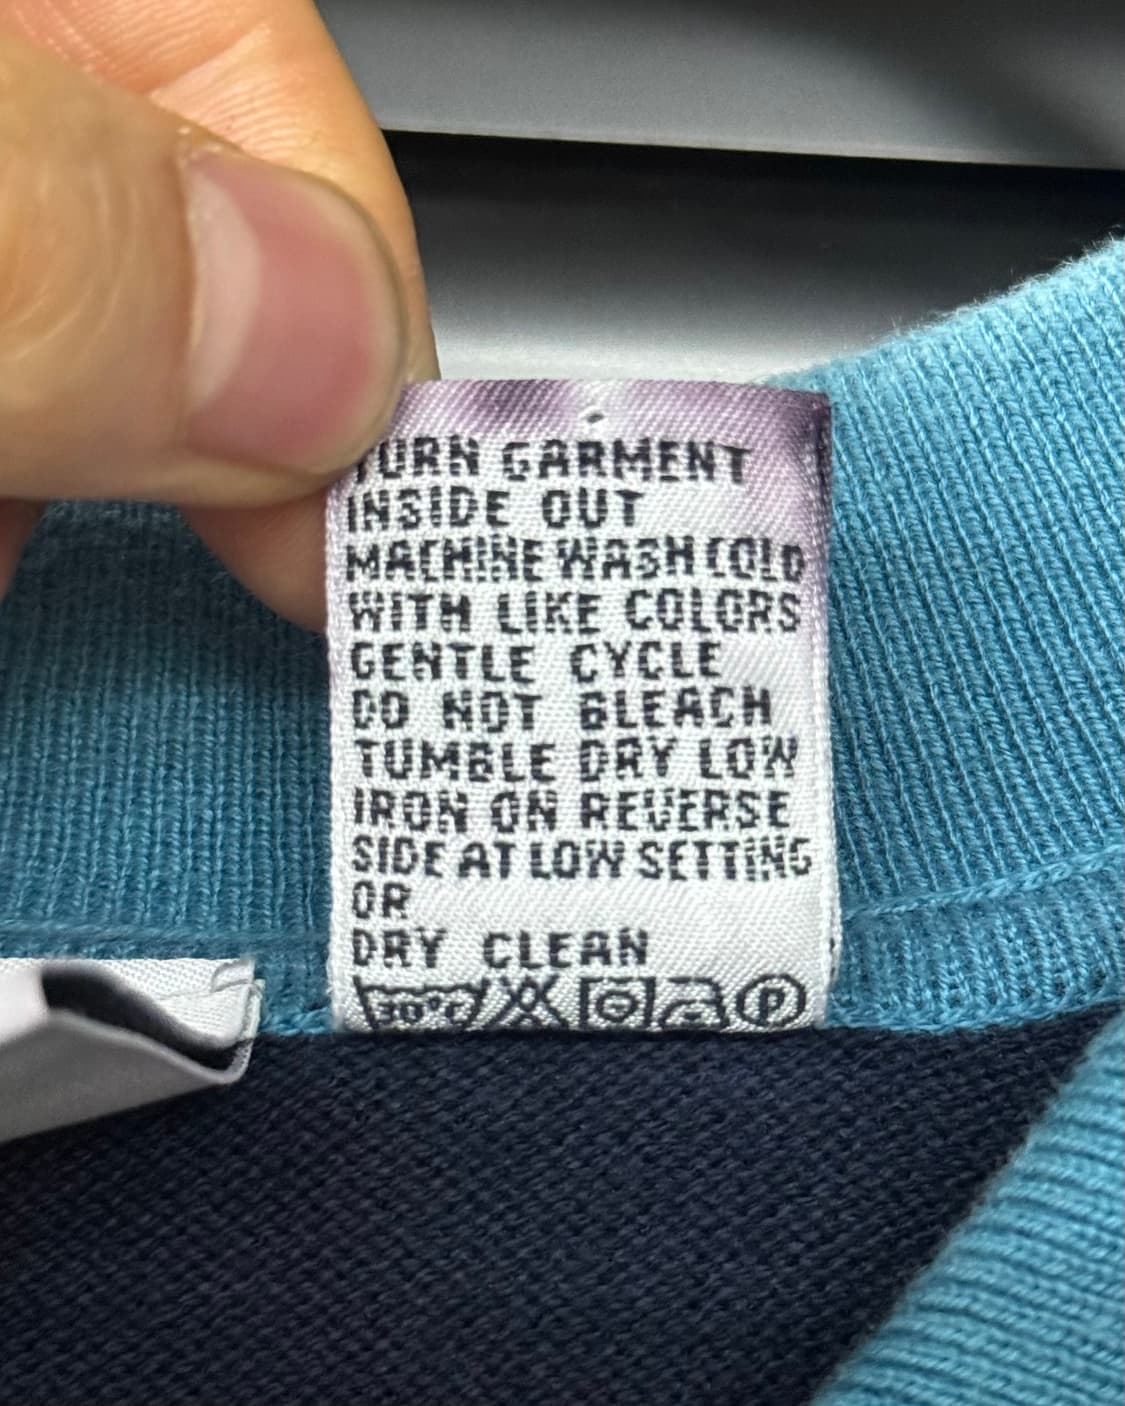 TURN GARMENT
INSIDE OUT
MACHINE WASH COLD
WITH LIKE COLORS
GENTLE CYCLE
DO NOT BLEACH
TUMBLE DRY LOW
IRON ON REVERSE
SIDE AT LOW SETTING
OR
DRY CLEAN
30°C P